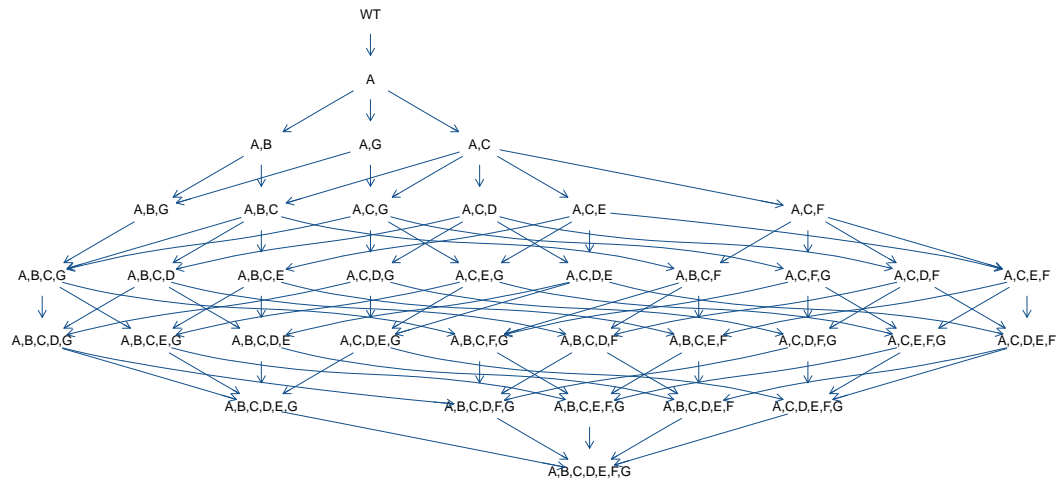 WT
A
A,B A,G A,C
A,B,G A,B,C A,C,G A,C,D A,C,E A,C,F
A,B,C,G A,B,C,D A,B,C,E A,C,D,G A,C,E,G A,C,D,E A,B,C,F A,C,F,G A,C,D,F A,C,E,F
A,B,C,D,G A,B,C,E,G A,B,C,D,E A,C,D,E,G A,B,C,F,G A,B,C,D,F A,B,C,E,F A,C,D,F,G A,C,E,F,G A,C,D,E,F
A,B,C,D,E,G A,B,C,D,F,G A,B,C,E,F,G A,B,C,D,E,F A,C,D,E,F,G
A,B,C,D,E,F,G